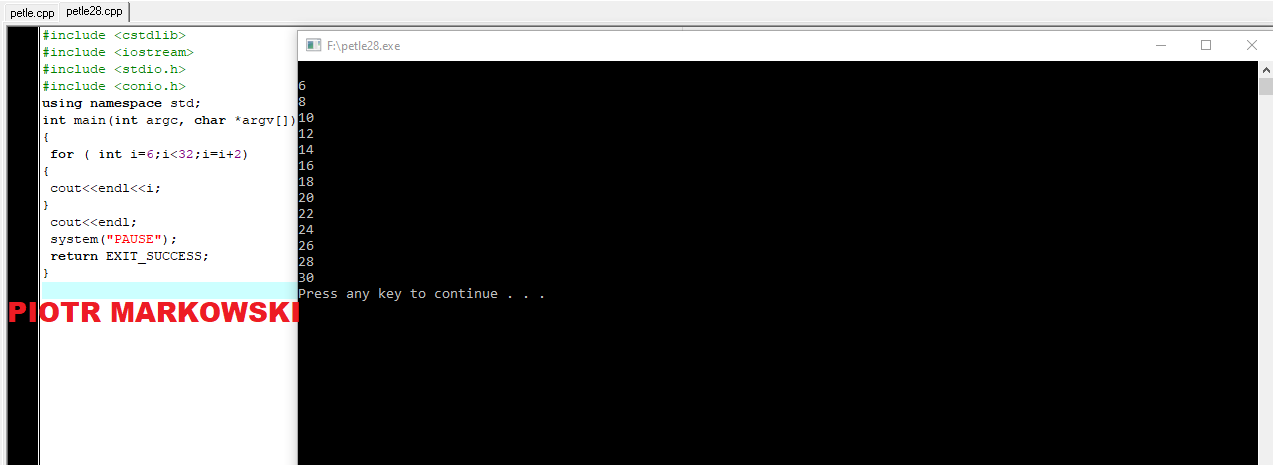 petle.cpp petle28.cpp
#include <cstdlib>
#include <iostream>
#include <stdio.h>
#include <conio.h>
using namespace std;
int main(int argc, char *argv[])
{
 for ( int i=6;i<32;i=i+2)
{
 cout<<endl<<i;
}
 cout<<endl;
 system("PAUSE");
 return EXIT_SUCCESS;
}
PIOTR MARKOWSKI
F:\petle28.exe
6
8
10
12
14
16
18
20
22
24
26
28
30
Press any key to continue . . .